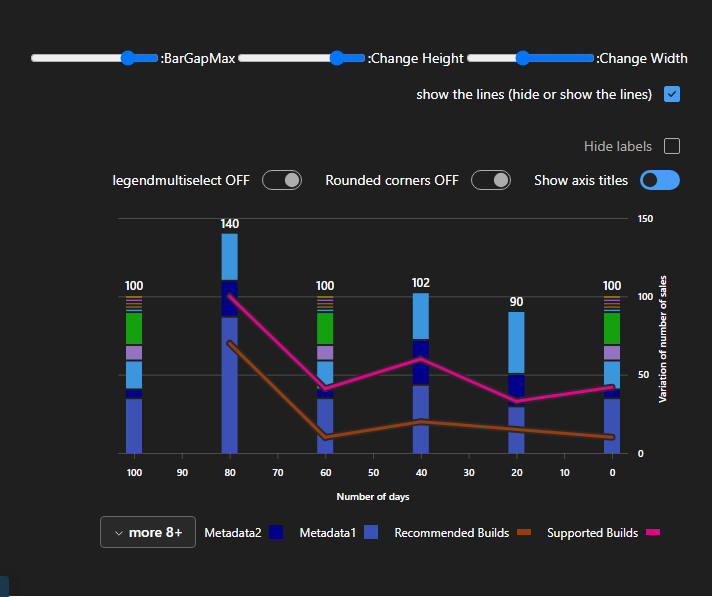 :BarGapMax :Change Height :Change Width
show the lines (hide or show the lines)
Hide labels
legendmultiselect OFF Rounded corners OFF Show axis titles
150
140
100 100 102 90 100
100
50
0
Variation of number of sales
100 90 80 70 60 50 40 30 20 10 0
Number of days
more 8+ Metadata2 Metadata1 Recommended Builds Supported Builds